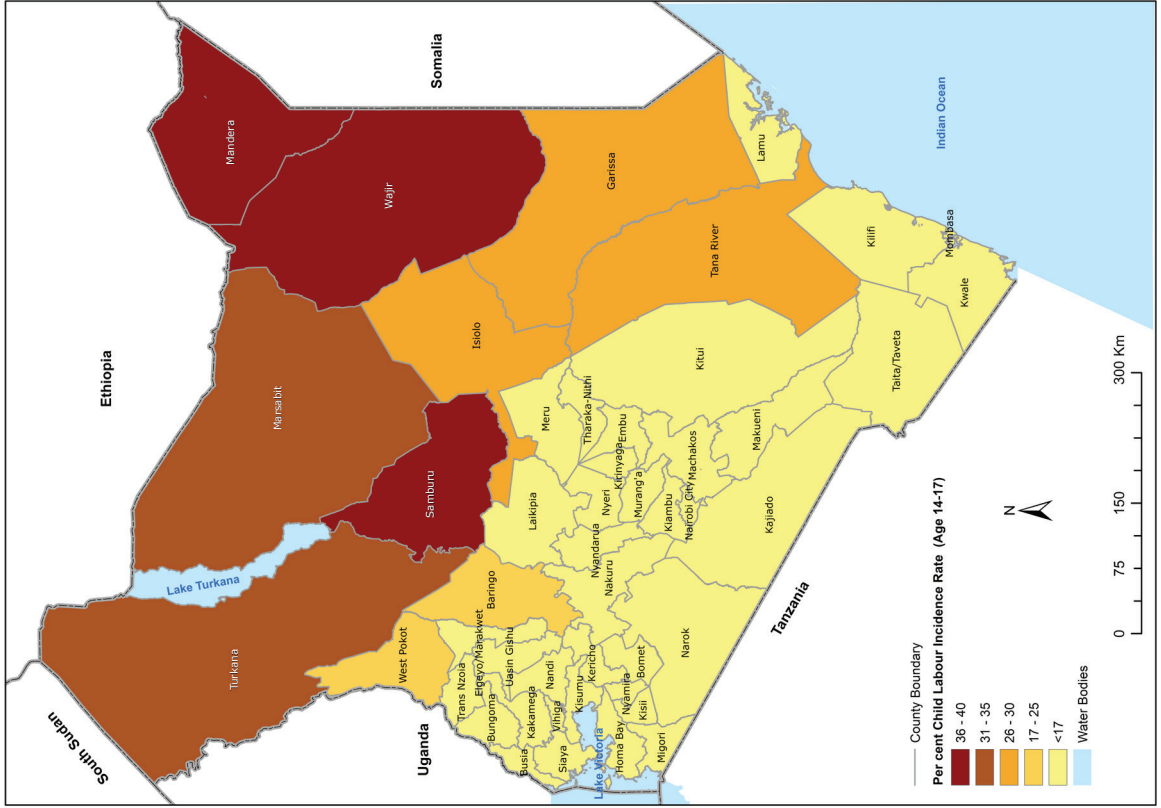 Ethiopia
South Sudan
Somalia
Uganda
Tanzania
Indian Ocean
Lake Turkana
Lake Victoria
Mandera
Wajir
Marsabit
Turkana
Samburu
Isiolo
Garissa
Tana River
Lamu
Kilifi
Mombasa
Kwale
Taita/Taveta
Kitui
Meru
Tharaka-Nithi
Embu
Kirinyaga
Nyeri
Murang'a
Kiambu
Nairobi City
Machakos
Makueni
Kajiado
Laikipia
Nyandarua
Nakuru
Baringo
West Pokot
Trans Nzoia
Elgeyo/Marakwet
Uasin Gishu
Bungoma
Kakamega
Nandi
Vihiga
Busia
Siaya
Kisumu
Kericho
Bomet
Nyamira
Kisii
Homa Bay
Migori
Narok
N
0 75 150 300 Km
County Boundary
Per cent Child Labour Incidence Rate (Age 14-17)
36 - 40
31 - 35
26 - 30
17 - 25
<17
Water Bodies